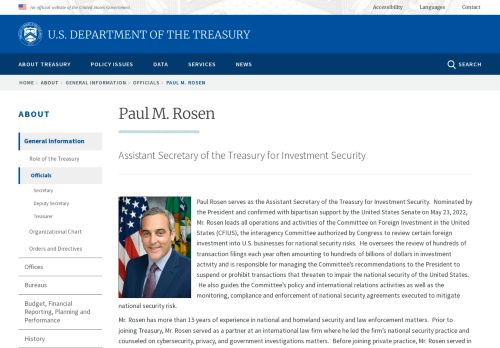 An official website of the United States Government
Accessibility Languages Contact
U.S. DEPARTMENT OF THE TREASURY
ABOUT TREASURY POLICY ISSUES DATA SERVICES NEWS SEARCH
HOME › ABOUT › GENERAL INFORMATION › OFFICIALS › PAUL M. ROSEN
ABOUT
General Information
Role of the Treasury
Officials
Secretary
Deputy Secretary
Treasurer
Organizational Chart
Orders and Directives
Offices
Bureaus
Budget, Financial
Reporting, Planning and
Performance
History
Paul M. Rosen
Assistant Secretary of the Treasury for Investment Security
Paul Rosen serves as the Assistant Secretary of the Treasury for Investment Security. Nominated by
the President and confirmed with bipartisan support by the United States Senate on May 23, 2022,
Mr. Rosen leads all operations and activities of the Committee on Foreign Investment in the United
States (CFIUS), the interagency Committee authorized by Congress to review certain foreign
investment into U.S. businesses for national security risks. He oversees the review of hundreds of
transaction filings each year often amounting to hundreds of billions of dollars in investment
activity and is responsible for managing the Committee's recommendations to the President to
suspend or prohibit transactions that threaten to impair the national security of the United States.
He also guides the Committee's policy and international relations activities as well as the
monitoring, compliance and enforcement of national security agreements executed to mitigate
national security risk.
Mr. Rosen has more than 15 years of experience in national and homeland security and law enforcement matters. Prior to
joining Treasury, Mr. Rosen served as a partner at an international law firm where he led the firm's national security practice and
counseled on cybersecurity, privacy, and government investigations matters. Before joining private practice, Mr. Rosen served in